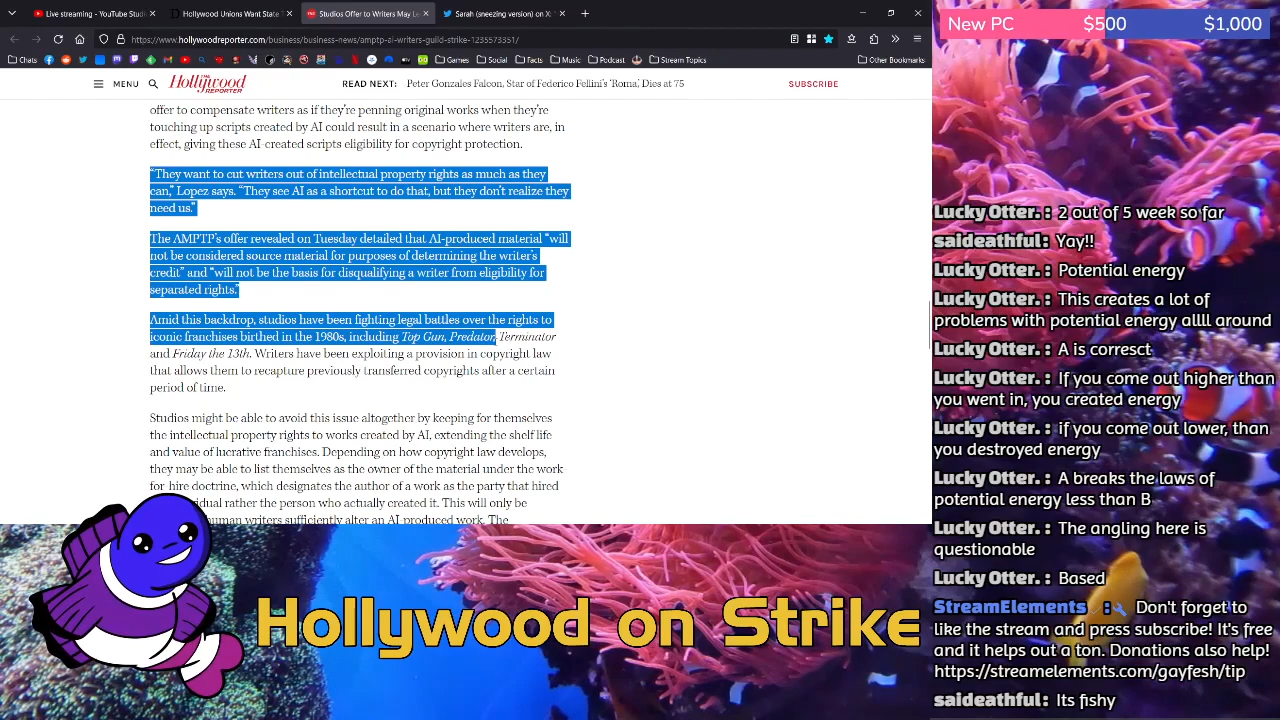 Live streaming - YouTube Studi
Hollywood Unions Want State T
Studios Offer to Writers May Le
Sarah (sneezing version) on X: "
https://www.hollywoodreporter.com/business/business-news/amptp-ai-writers-guild-strike-1235573351/
Chats
Games
Social
Facts
Music
Podcast
Stream Topics
Other Bookmarks
MENU
THE
Hollywood
REPORTER
READ NEXT: Peter Gonzales Falcon, Star of Federico Fellini's 'Roma,' Dies at 75
SUBSCRIBE
offer to compensate writers as if they're penning original works when they're
touching up scripts created by AI could result in a scenario where writers are, in
effect, giving these AI-created scripts eligibility for copyright protection.
"They want to cut writers out of intellectual property rights as much as they
can," Lopez says. "They see AI as a shortcut to do that, but they don't realize they
need us."
The AMPTP's offer revealed on Tuesday detailed that AI-produced material "will
not be considered source material for purposes of determining the writer's
credit" and "will not be the basis for disqualifying a writer from eligibility for
separated rights."
Amid this backdrop, studios have been fighting legal battles over the rights to
iconic franchises birthed in the 1980s, including Top Gun, Predator, Terminator
and Friday the 13th. Writers have been exploiting a provision in copyright law
that allows them to recapture previously transferred copyrights after a certain
period of time.
Studios might be able to avoid this issue altogether by keeping for themselves
the intellectual property rights to works created by AI, extending the shelf life
and value of lucrative franchises. Depending on how copyright law develops,
they may be able to list themselves as the owner of the material under the work
for hire doctrine, which designates the author of a work as the party that hired
vidual rather the person who actually created it. This will only be
human writers sufficiently alter an AI-produced work. The
Hollywood on Strike
New PC $500 $1,000
Lucky Otter. : 2 out of 5 week so far
saideathful: Yay!!
Lucky Otter. : Potential energy
Lucky Otter. : This creates a lot of
problems with potential energy allll around
Lucky Otter. : A is corresct
Lucky Otter. : If you come out higher than
you went in, you created energy
Lucky Otter. : if you come out lower, than
you destroyed energy
Lucky Otter. : A breaks the laws of
potential energy less than B
Lucky Otter. : The angling here is
questionable
Lucky Otter. : Based
StreamElements : Don't forget to
like the stream and press subscribe! It's free
and it helps out a ton. Donations also help!
https://streamelements.com/gayfesh/tip
saideathful: Its fishy